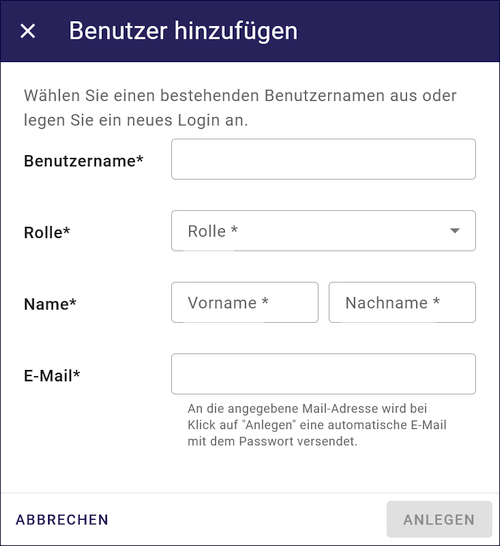 Benutzer hinzufügen
Wählen Sie einen bestehenden Benutzernamen aus oder
legen Sie ein neues Login an.
Benutzername*
Rolle*
Rolle *
Name*
Vorname *
Nachname *
E-Mail*
An die angegebene Mail-Adresse wird bei
Klick auf "Anlegen" eine automatische E-Mail
mit dem Passwort versendet.
ABBRECHEN
ANLEGEN